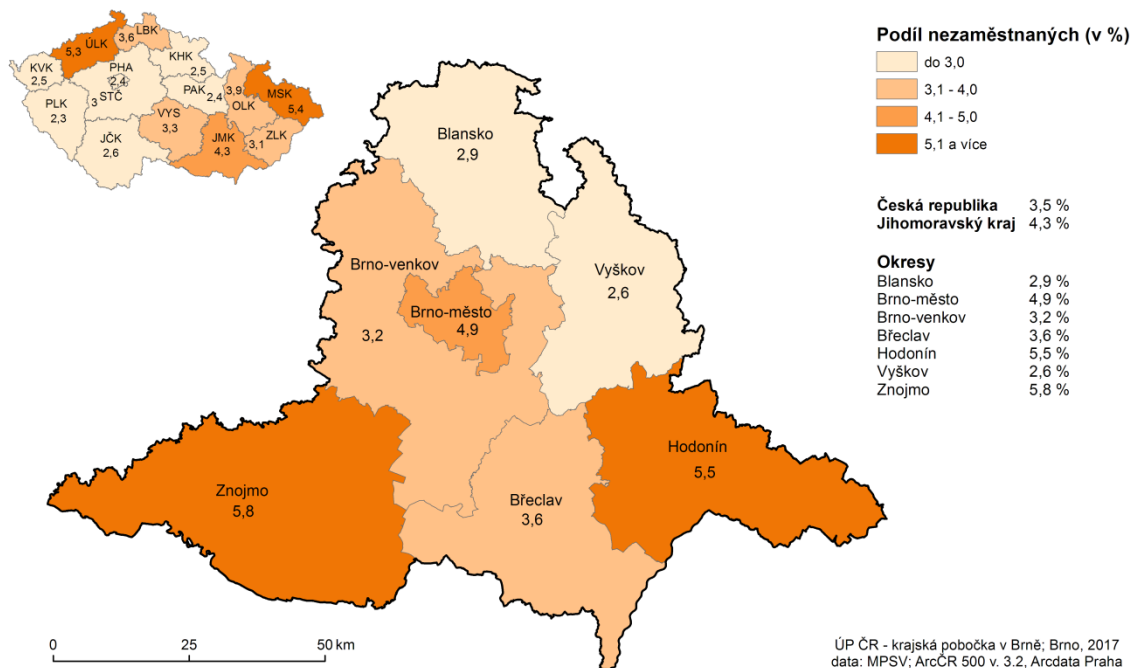 ÚLK
5,3
LBK
3,6
KHK
2,5
KVK
2,5
PHA
2,4
STČ
3
PAK
2,4
3,9
OLK
MSK
5,4
PLK
2,3
VYS
3,3
JMK
4,3
ZLK
3,1
JČK
2,6
Podíl nezaměstnaných (v %)
do 3,0
3,1 - 4,0
4,1 - 5,0
5,1 a více
Česká republika 3,5 %
Jihomoravský kraj 4,3 %
Okresy
Blansko 2,9 %
Brno-město 4,9 %
Brno-venkov 3,2 %
Břeclav 3,6 %
Hodonín 5,5 %
Vyškov 2,6 %
Znojmo 5,8 %
Blansko
2,9
Brno-venkov
3,2
Vyškov
2,6
Brno-město
4,9
Hodonín
5,5
Znojmo
5,8
Břeclav
3,6
0 25 50 km
ÚP ČR - krajská pobočka v Brně; Brno, 2017
data: MPSV; ArcČR 500 v. 3.2, Arcdata Praha